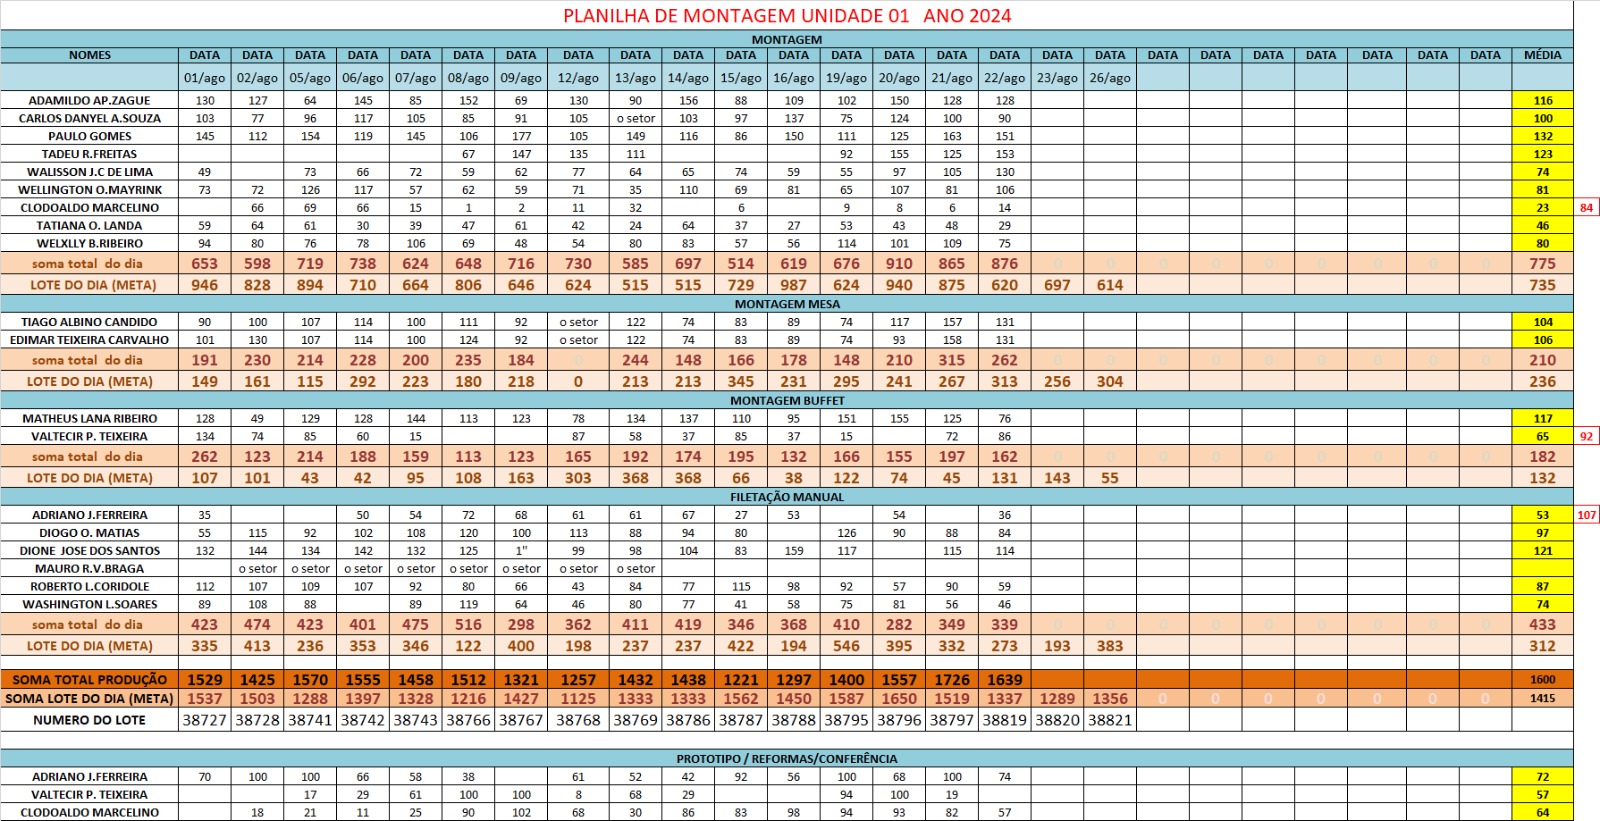 PLANILHA DE MONTAGEM UNIDADE 01 ANO 2024
MONTAGEM
NOMES DATA DATA DATA DATA DATA DATA DATA DATA DATA DATA DATA DATA DATA DATA DATA DATA DATA DATA DATA DATA DATA DATA DATA DATA DATA MÉDIA
01/ago 02/ago 05/ago 06/ago 07/ago 08/ago 09/ago 12/ago 13/ago 14/ago 15/ago 16/ago 19/ago 20/ago 21/ago 22/ago 23/ago 26/ago
ADAMILDO AP.ZAGUE 130 127 64 145 85 152 69 130 90 156 88 109 102 150 128 128 116
CARLOS DANYEL A.SOUZA 103 77 96 117 105 85 91 105 o setor 103 97 137 75 124 100 90 100
PAULO GOMES 145 112 154 119 145 106 177 105 149 116 86 150 111 125 163 151 132
TADEU R.FREITAS 67 147 135 111 92 155 125 153 123
WALISSON J.C DE LIMA 49 73 66 72 59 62 77 64 65 74 59 55 97 105 130 74
WELLINGTON O.MAYRINK 73 72 126 117 57 62 59 71 35 110 69 81 65 107 81 106 81
CLODOALDO MARCELINO 66 69 66 15 1 2 11 32 6 9 8 6 14 23 84
TATIANA O. LANDA 59 64 61 30 39 47 61 42 24 64 37 27 53 43 48 29 46
WELXLLY B.RIBEIRO 94 80 76 78 106 69 48 54 80 83 57 56 114 101 109 75 80
soma total do dia 653 598 719 738 624 648 716 730 585 697 514 619 676 910 865 876 0 0 0 0 0 0 0 0 0 775
LOTE DO DIA (META) 946 828 894 710 664 806 646 624 515 515 729 987 624 940 875 620 697 614 735
MONTAGEM MESA
TIAGO ALBINO CANDIDO 90 100 107 114 100 111 92 o setor 122 74 83 89 74 117 157 131 104
EDIMAR TEIXEIRA CARVALHO 101 130 107 114 100 124 92 o setor 122 74 83 89 74 93 158 131 106
soma total do dia 191 230 214 228 200 235 184 0 244 148 166 178 148 210 315 262 0 0 0 0 0 0 0 0 0 210
LOTE DO DIA (META) 149 161 115 292 223 180 218 0 213 213 345 231 295 241 267 313 256 304 236
MONTAGEM BUFFET
MATHEUS LANA RIBEIRO 128 49 129 128 144 113 123 78 134 137 110 95 151 155 125 76 117
VALTECIR P. TEIXEIRA 134 74 85 60 15 87 58 37 85 37 15 72 86 65 92
soma total do dia 262 123 214 188 159 113 123 165 192 174 195 132 166 155 197 162 0 0 0 0 0 0 0 0 0 182
LOTE DO DIA (META) 107 101 43 42 95 108 163 303 368 368 66 38 122 74 45 131 143 55 132
FILETAÇÃO MANUAL
ADRIANO J.FERREIRA 35 50 54 72 68 61 61 67 27 53 54 36 53 107
DIOGO O. MATIAS 55 115 92 102 108 120 100 113 88 94 80 126 90 88 84 97
DIONE JOSE DOS SANTOS 132 144 134 142 132 125 1" 99 98 104 83 159 117 115 114 121
MAURO R.V.BRAGA o setor o setor o setor o setor o setor o setor o setor o setor
ROBERTO L.CORIDOLE 112 107 109 107 92 80 66 43 84 77 115 98 92 57 90 59 87
WASHINGTON L.SOARES 89 108 88 89 119 64 46 80 77 41 58 75 81 56 46 74
soma total do dia 423 474 423 401 475 516 298 362 411 419 346 368 410 282 349 339 0 0 0 0 0 0 0 0 0 433
LOTE DO DIA (META) 335 413 236 353 346 122 400 198 237 237 422 194 546 395 332 273 193 383 312
SOMA TOTAL PRODUÇÃO 1529 1425 1570 1555 1458 1512 1321 1257 1432 1438 1221 1297 1400 1557 1726 1639 1600
SOMA LOTE DO DIA (META) 1537 1503 1288 1397 1328 1216 1427 1125 1333 1333 1562 1450 1587 1650 1519 1337 1289 1356 0 0 0 0 0 0 0 1415
NUMERO DO LOTE 38727 38728 38741 38742 38743 38766 38767 38768 38769 38786 38787 38788 38795 38796 38797 38819 38820 38821
PROTOTIPO / REFORMAS/CONFERÊNCIA
ADRIANO J.FERREIRA 70 100 100 66 58 38 61 52 42 92 56 100 68 100 74 72
VALTECIR P. TEIXEIRA 17 29 61 100 100 8 68 29 94 100 19 57
CLODOALDO MARCELINO 18 21 11 25 90 102 68 30 86 83 98 94 93 82 57 64